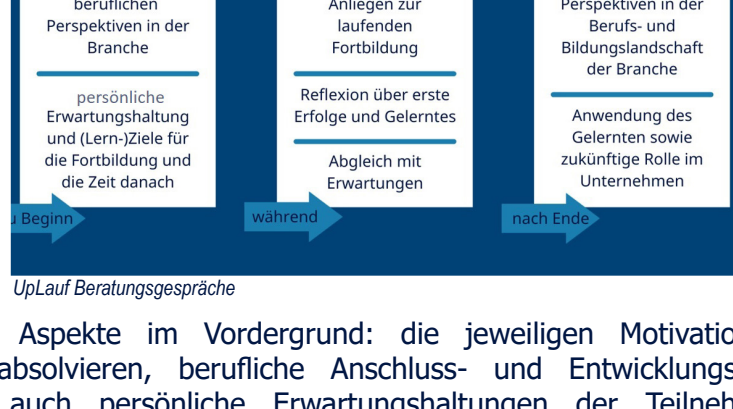 beruflichen
Perspektiven in der
Branche
persönliche
Erwartungshaltung
und (Lern-)Ziele für
die Fortbildung und
die Zeit danach
Beginn
Anliegen zur
laufenden
Fortbildung
Reflexion über erste
Erfolge und Gelerntes
Abgleich mit
Erwartungen
während
Perspektiven in der
Berufs- und
Bildungslandschaft
der Branche
Anwendung des
Gelernten sowie
zukünftige Rolle im
Unternehmen
nach Ende
UpLauf Beratungsgespräche
Aspekte im Vordergrund: die jeweiligen Motivatio
absolvieren, berufliche Anschluss- und Entwicklungs
auch persönliche Erwartungshaltungen der Teilneh